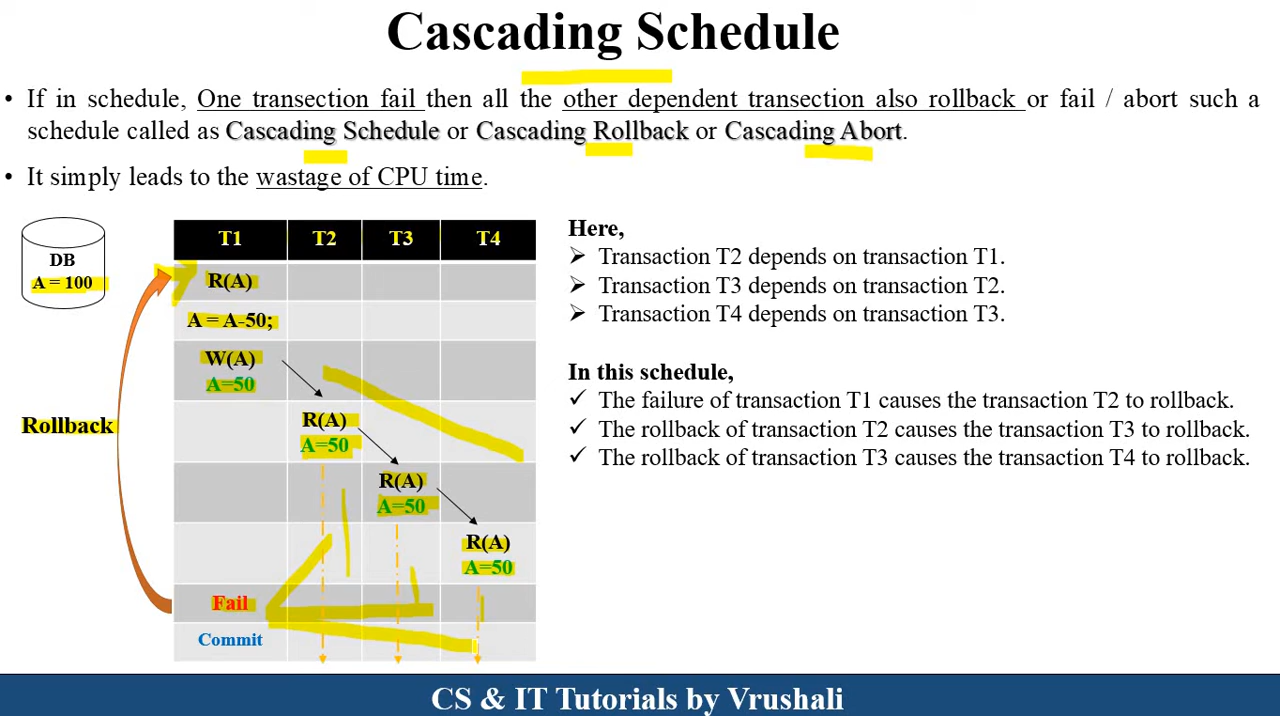 Cascading Schedule
• If in schedule, One transection fail then all the other dependent transection also rollback or fail / abort such a
schedule called as Cascading Schedule or Cascading Rollback or Cascading Abort.
• It simply leads to the wastage of CPU time.
DB
A = 100
Rollback
T1 T2 T3 T4
R(A)
A = A-50;
W(A)
A=50
R(A)
A=50
R(A)
A=50
R(A)
A=50
Fail
Commit
Here,
➢ Transaction T2 depends on transaction T1.
➢ Transaction T3 depends on transaction T2.
➢ Transaction T4 depends on transaction T3.
In this schedule,
✓ The failure of transaction T1 causes the transaction T2 to rollback.
✓ The rollback of transaction T2 causes the transaction T3 to rollback.
✓ The rollback of transaction T3 causes the transaction T4 to rollback.
CS & IT Tutorials by Vrushali